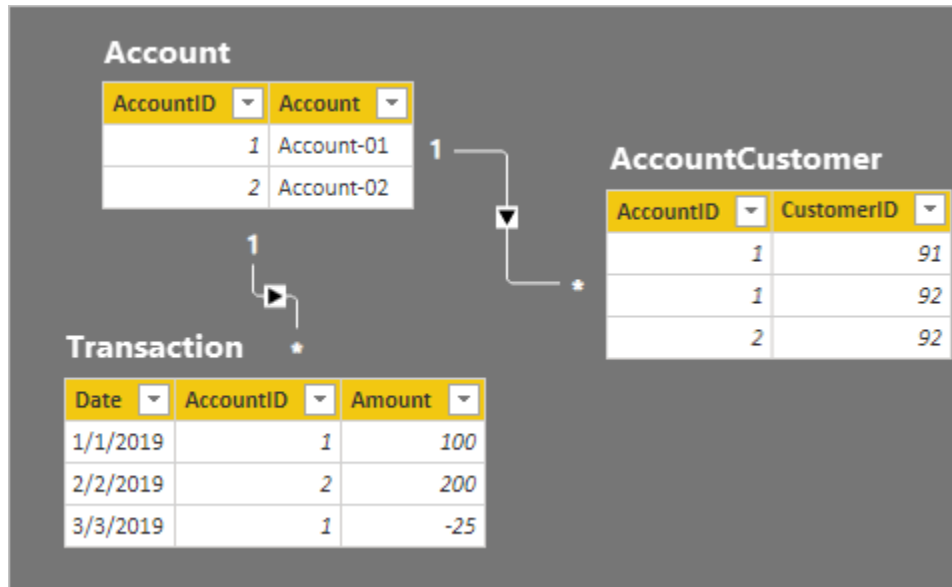 Account
AccountID Account
1 Account-01
2 Account-02
1
*
AccountCustomer
AccountID CustomerID
1 91
1 92
2 92
1
*
Transaction
Date AccountID Amount
1/1/2019 1 100
2/2/2019 2 200
3/3/2019 1 -25